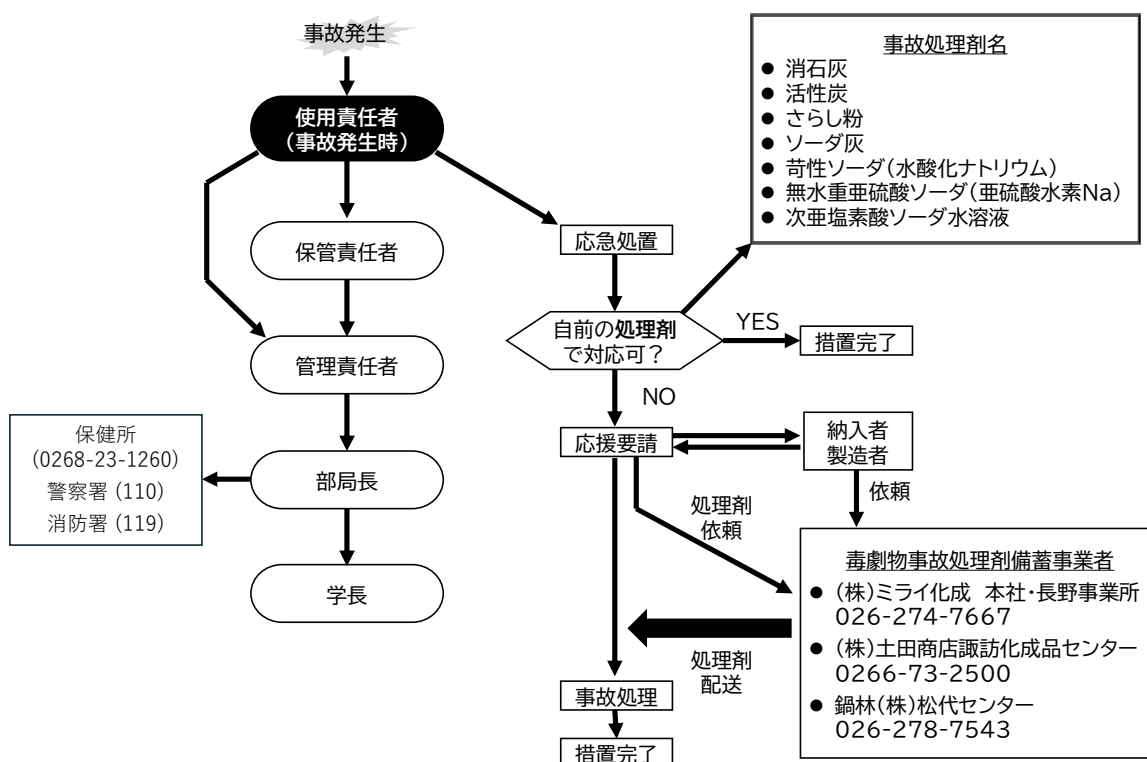 事故発生
使用責任者
（事故発生時）
保管責任者
管理責任者
部局長
学長
保健所
(0268-23-1260)
警察署 (110)
消防署 (119)
応急処置
自前の処理剤
で対応可？
YES
措置完了
NO
応援要請
納入者
製造者
依頼
処理剤
依頼
処理剤
配送
事故処理
措置完了
事故処理剤名
● 消石灰
● 活性炭
● さらし粉
● ソーダ灰
● 苛性ソーダ（水酸化ナトリウム）
● 無水重亜硫酸ソーダ（亜硫酸水素Na）
● 次亜塩素酸ソーダ水溶液
毒劇物事故処理剤備蓄事業者
● （株）ミライ化成　本社・長野事業所
026-274-7667
● （株）土田商店諏訪化成品センター
0266-73-2500
● 鍋林（株）松代センター
026-278-7543